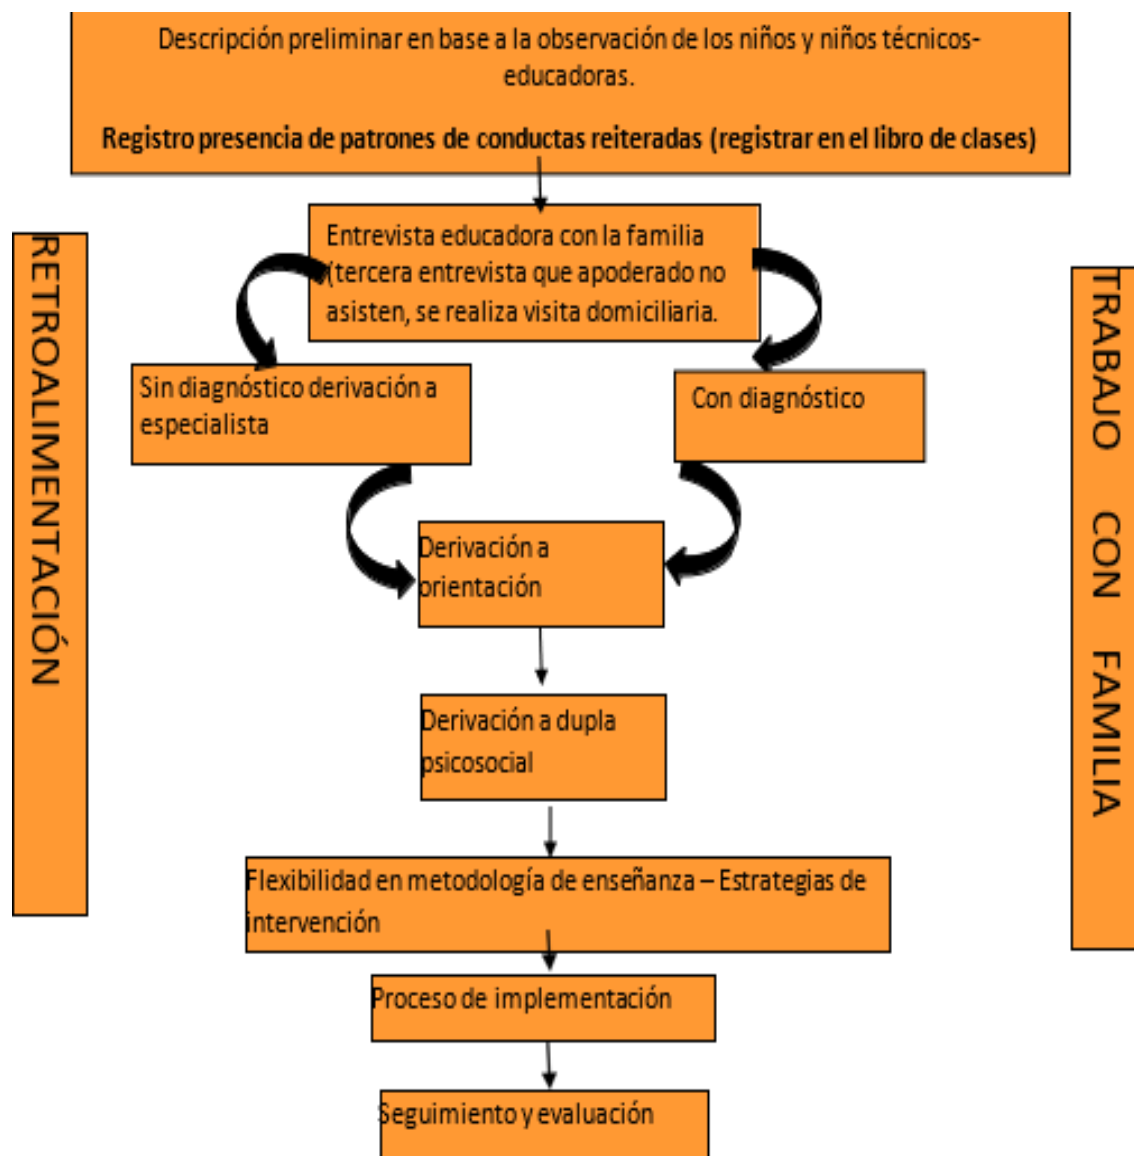 Descripción preliminar en base a la observación de los niños y niños técnicos-
educadoras.
Registro presencia de patrones de conductas reiteradas (registrar en el libro de clases)
RETROALIMENTACIÓN
Entrevista educadora con la familia
(tercera entrevista que apoderado no
asisten, se realiza visita domiciliaria.
TRABAJO CON FAMILIA
Sin diagnóstico derivación a
especialista
Con diagnóstico
Derivación a
orientación
Derivación a dupla
psicosocial
Flexibilidad en metodología de enseñanza – Estrategias de
intervención
Proceso de implementación
Seguimiento y evaluación